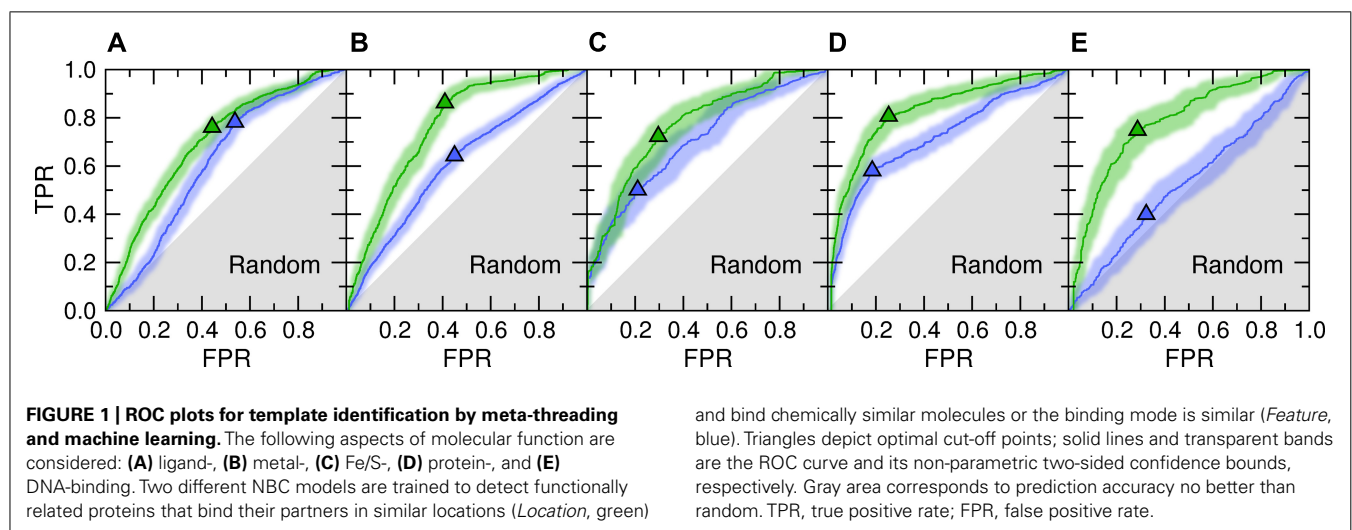 A B C D E
1.0
0.8
0.6
0.4
0.2
0.0
TPR
Random Random Random Random Random
0.0 0.2 0.4 0.6 0.8 0.2 0.4 0.6 0.8 0.2 0.4 0.6 0.8 0.2 0.4 0.6 0.8 0.2 0.4 0.6 0.8 1.0
FPR FPR FPR FPR FPR
FIGURE 1 | ROC plots for template identification by meta-threading
and machine learning. The following aspects of molecular function are
considered: (A) ligand-, (B) metal-, (C) Fe/S-, (D) protein-, and (E)
DNA-binding. Two different NBC models are trained to detect functionally
related proteins that bind their partners in similar locations (Location, green)
and bind chemically similar molecules or the binding mode is similar (Feature,
blue). Triangles depict optimal cut-off points; solid lines and transparent bands
are the ROC curve and its non-parametric two-sided confidence bounds,
respectively. Gray area corresponds to prediction accuracy no better than
random. TPR, true positive rate; FPR, false positive rate.